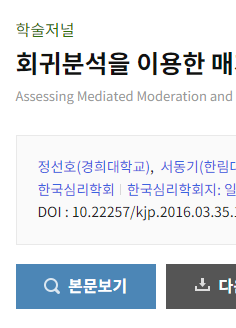 학술저널
회귀분석을 이용한 매
Assessing Mediated Moderation and
정선호(경희대학교), 서동기(한림
한국심리학회 | 한국심리학회지: 일
DOI : 10.22257/kjp.2016.03.35.
본문보기